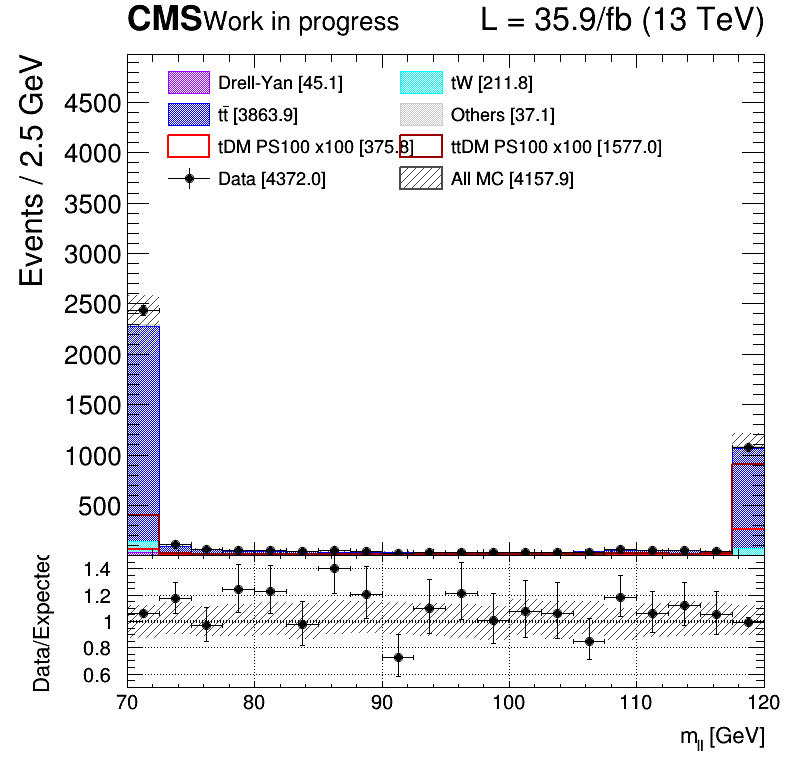 CMS Work in progress L = 35.9/fb (13 TeV)
Events / 2.5 GeV
4500
4000
3500
3000
2500
2000
1500
1000
500
Drell-Yan [45.1] tW [211.8]
tt̄ [3863.9] Others [37.1]
tDM PS100 x100 [375.8] ttDM PS100 x100 [1577.0]
Data [4372.0] All MC [4157.9]
Data/Expected
1.4
1.2
1
0.8
0.6
70 80 90 100 110 120
m_ll [GeV]